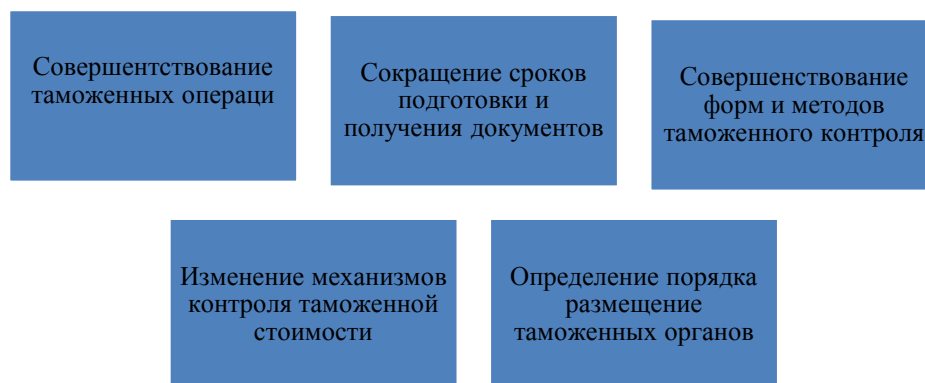 Совершентствование
таможенных операци
Сокращение сроков
подготовки и
получения документов
Совершенствование
форм и методов
таможенного контроля
Изменение механизмов
контроля таможенной
стоимости
Определение порядка
размещение
таможенных органов